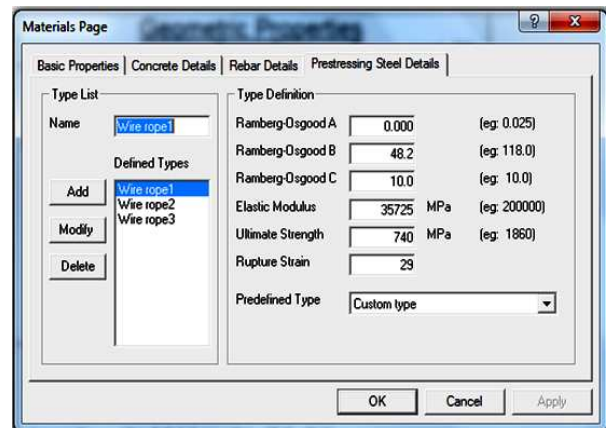 Materials Page
Geometric Properties
Basic Properties Concrete Details Rebar Details Prestressing Steel Details
Type List
Name Wire rope1
Defined Types
Wire rope1
Wire rope2
Wire rope3
Add
Modify
Delete
Type Definition
Ramberg-Osgood A 0.000 (eg: 0.025)
Ramberg-Osgood B 48.2 (eg: 118.0)
Ramberg-Osgood C 10.0 (eg: 10.0)
Elastic Modulus 35725 MPa (eg: 200000)
Ultimate Strength 740 MPa (eg: 1860)
Rupture Strain 29
Predefined Type Custom type
OK Cancel Apply